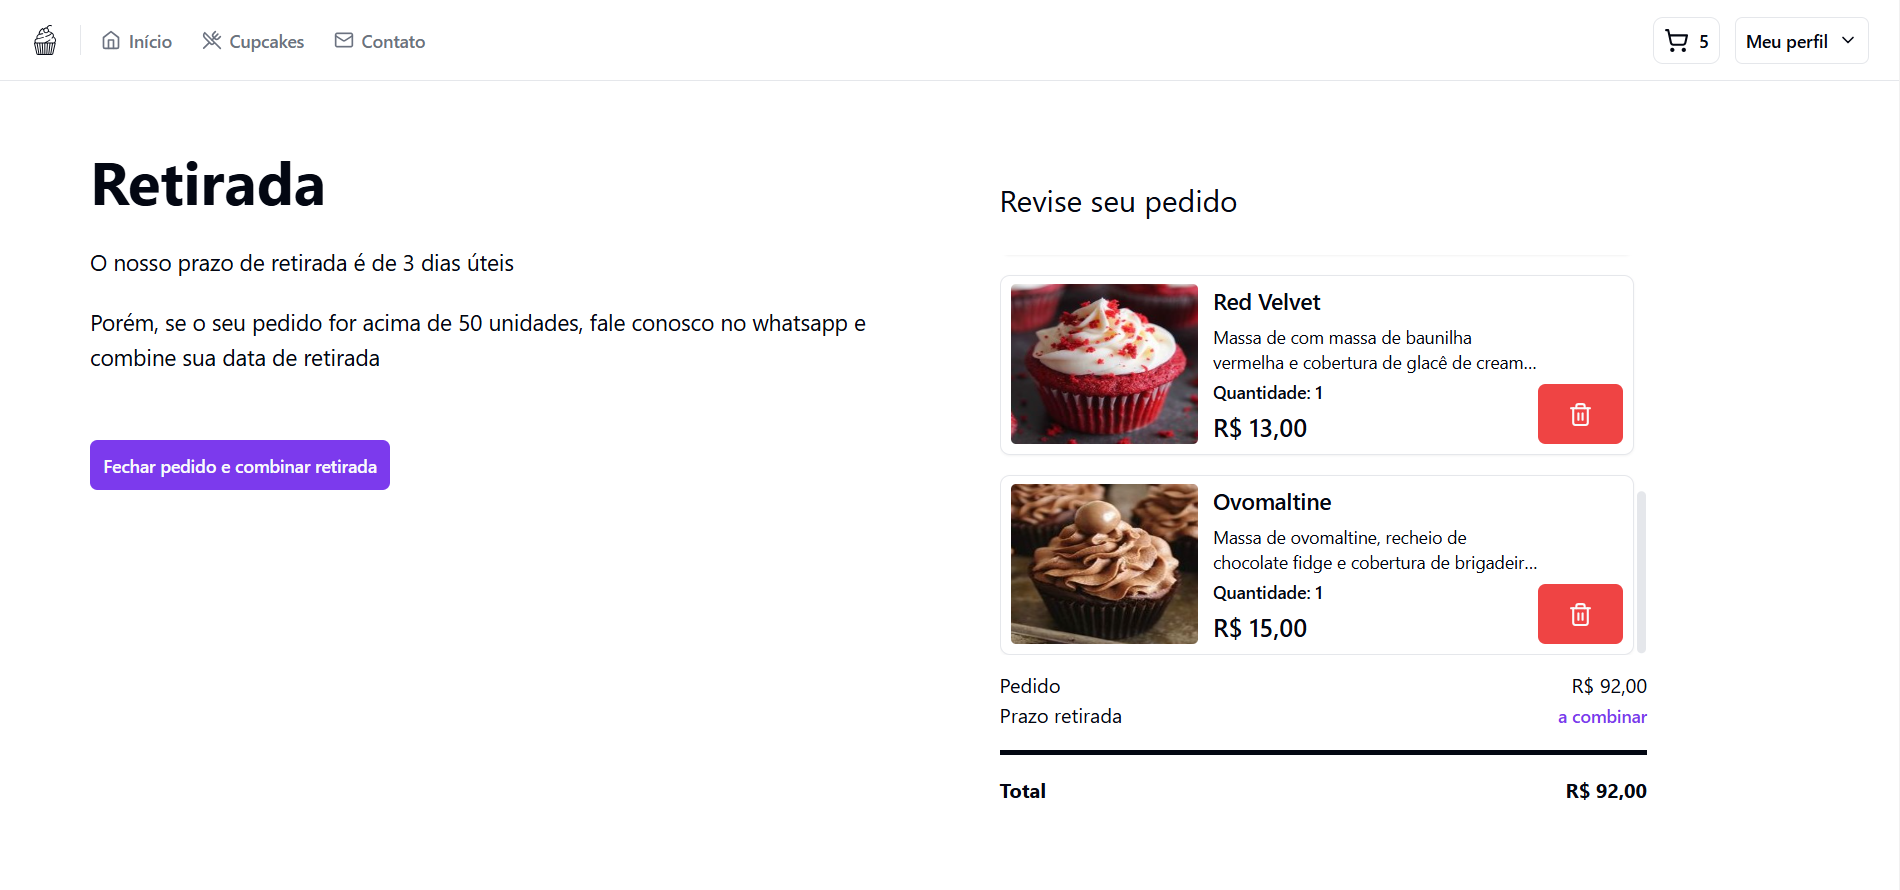 Início
Cupcakes
Contato
5
Meu perfil
Retirada
O nosso prazo de retirada é de 3 dias úteis
Porém, se o seu pedido for acima de 50 unidades, fale conosco no whatsapp e
combine sua data de retirada
Fechar pedido e combinar retirada
Revise seu pedido
Red Velvet
Massa de com massa de baunilha
vermelha e cobertura de glacê de cream...
Quantidade: 1
R$ 13,00
Ovomaltine
Massa de ovomaltine, recheio de
chocolate fidge e cobertura de brigadeir...
Quantidade: 1
R$ 15,00
Pedido R$ 92,00
Prazo retirada a combinar
Total R$ 92,00